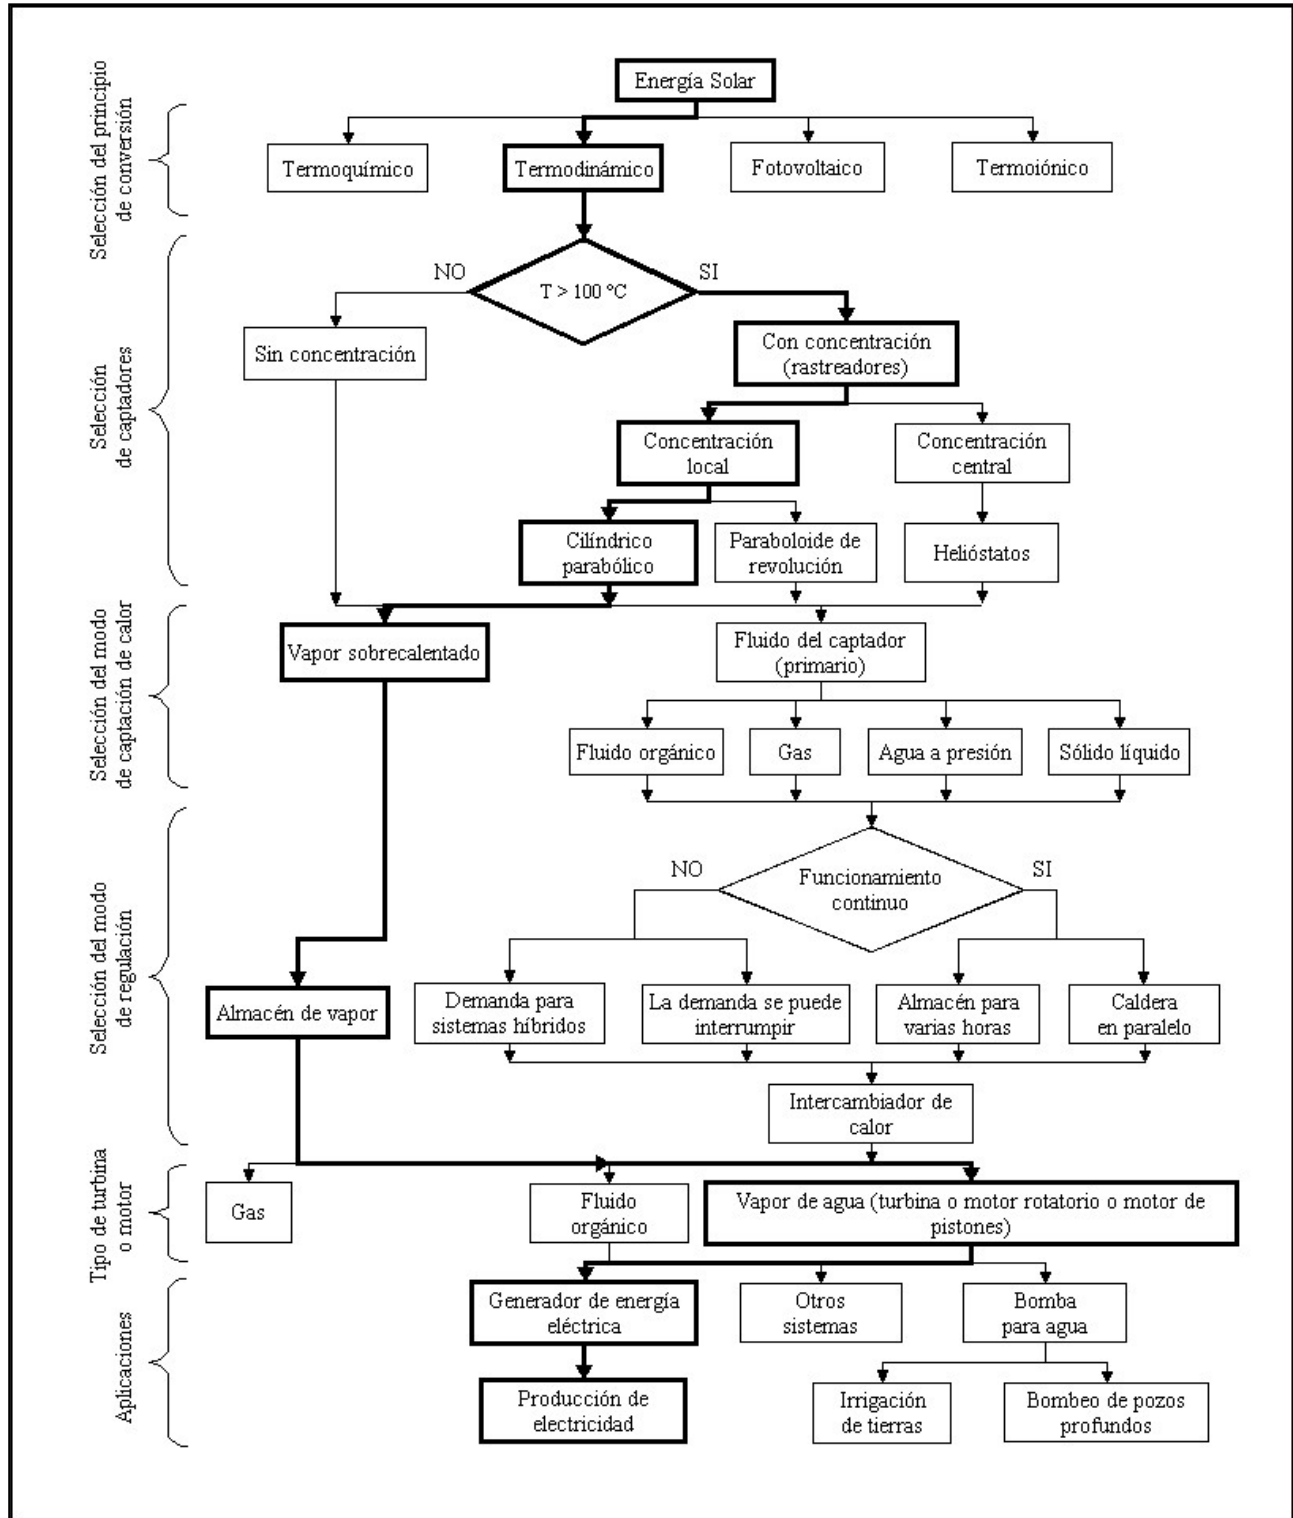 Energía Solar
Selección del principio
de conversión
Termoquímico
Termodinámico
Fotovoltaico
Termoiónico
NO
SI
T > 100 °C
Selección
de captadores
Sin concentración
Con concentración
(rastreadores)
Concentración
local
Concentración
central
Cilíndrico
parabólico
Paraboloide de
revolución
Helióstatos
Selección del modo
de captación de calor
Vapor sobrecalentado
Fluido del captador
(primario)
Fluido orgánico
Gas
Agua a presión
Sólido líquido
Selección del modo
de regulación
NO
SI
Funcionamiento
continuo
Almacén de vapor
Demanda para
sistemas híbridos
La demanda se puede
interrumpir
Almacén para
varias horas
Caldera
en paralelo
Intercambiador de
calor
Tipo de turbina
o motor
Gas
Fluido
orgánico
Vapor de agua (turbina o motor rotatorio o motor de
pistones)
Aplicaciones
Generador de energía
eléctrica
Otros
sistemas
Bomba
para agua
Producción de
electricidad
Irrigación
de tierras
Bombeo de pozos
profundos